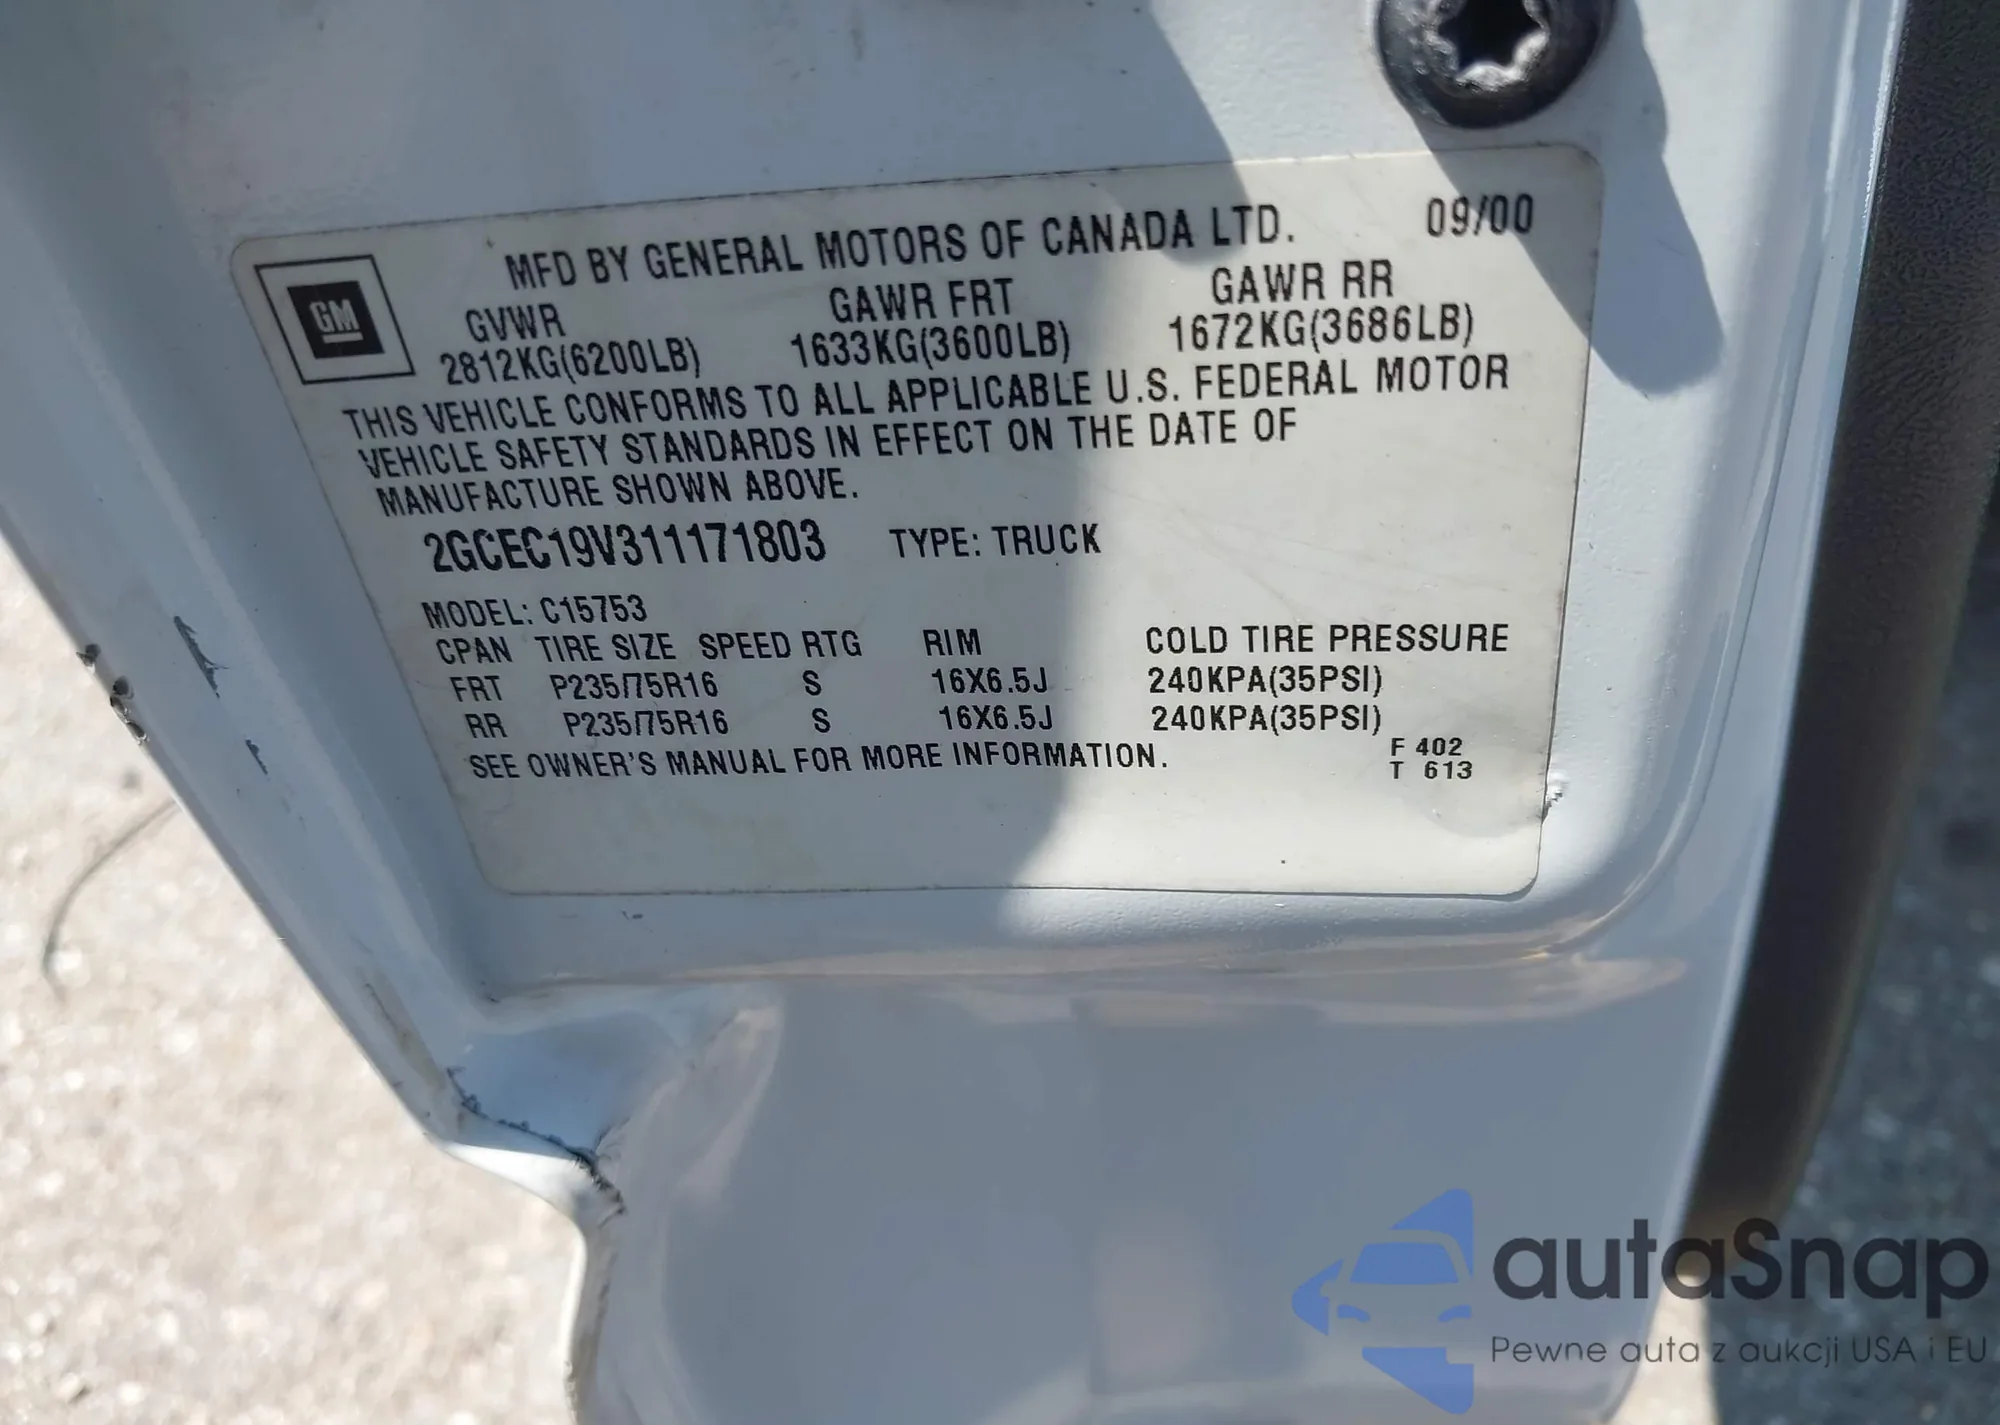 MFD BY GENERAL MOTORS OF CANADA LTD. 09/00
GM
GVWR GAWR FRT GAWR RR
2812KG(6200LB) 1633KG(3600LB) 1672KG(3686LB)
THIS VEHICLE CONFORMS TO ALL APPLICABLE U.S. FEDERAL MOTOR
VEHICLE SAFETY STANDARDS IN EFFECT ON THE DATE OF
MANUFACTURE SHOWN ABOVE.
2GCEC19V311171803 TYPE: TRUCK
MODEL: C15753
CPAN TIRE SIZE SPEED RTG RIM COLD TIRE PRESSURE
FRT P235/75R16 S 16X6.5J 240KPA(35PSI)
RR P235/75R16 S 16X6.5J 240KPA(35PSI)
SEE OWNER'S MANUAL FOR MORE INFORMATION.
F 402
T 613
autaSnap
Pewne auta z aukcji USA i EU